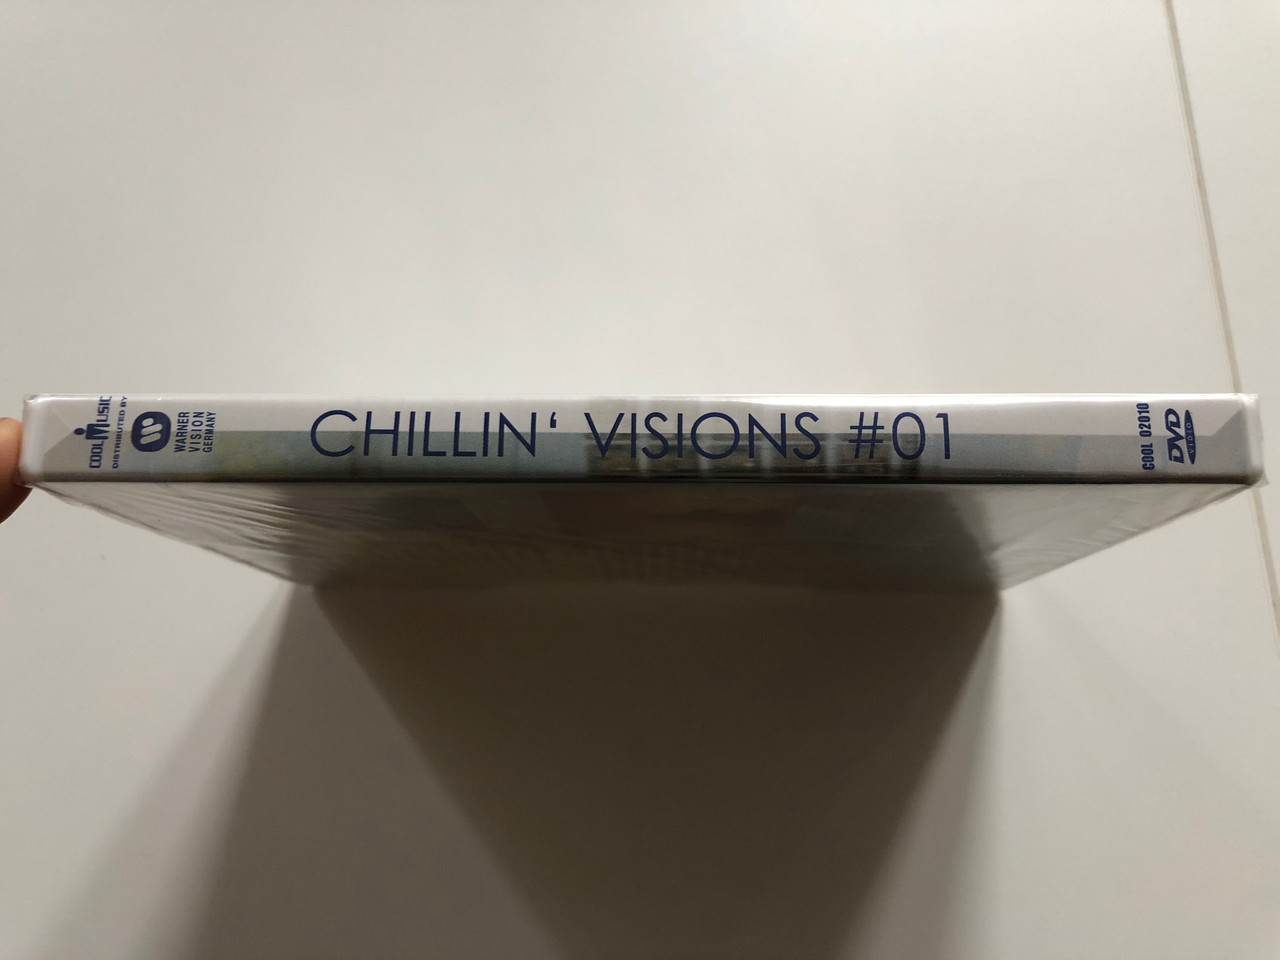 COOL MUSIC
DISTRIBUTED BY
WARNER
VISION
GERMANY
CHILLIN‘ VISIONS #01
COOL 02010
DVD
VIDEO